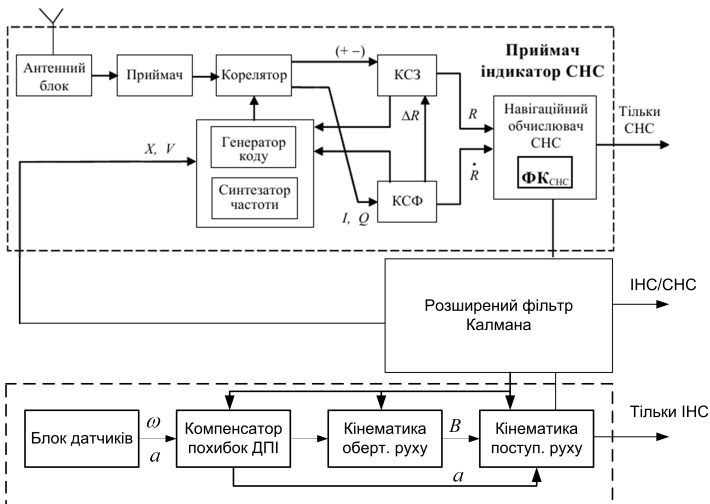 Приймач
індикатор СНС
Антенний
блок
Приймач
Корелятор
(+ −)
КСЗ
ΔR
R
Навігаційний
обчислювач
СНС
ФКСНС
Тільки
СНС
Генератор
коду
Синтезатор
частоти
X, V
I, Q
КСФ
Ṙ
Розширений фільтр
Калмана
ІНС/СНС
Блок датчиків
ω
a
Компенсатор
похибок ДПІ
Кінематика
оберт. руху
B
Кінематика
поступ. руху
Тільки ІНС
a